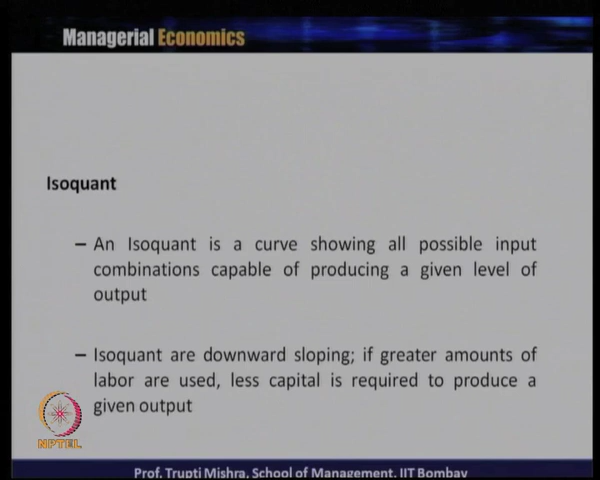 Managerial Economics
Isoquant
– An Isoquant is a curve showing all possible input
combinations capable of producing a given level of
output
– Isoquant are downward sloping; if greater amounts of
labor are used, less capital is required to produce a
given output
NPTEL
Prof. Trupti Mishra, School of Management, IIT Bombay